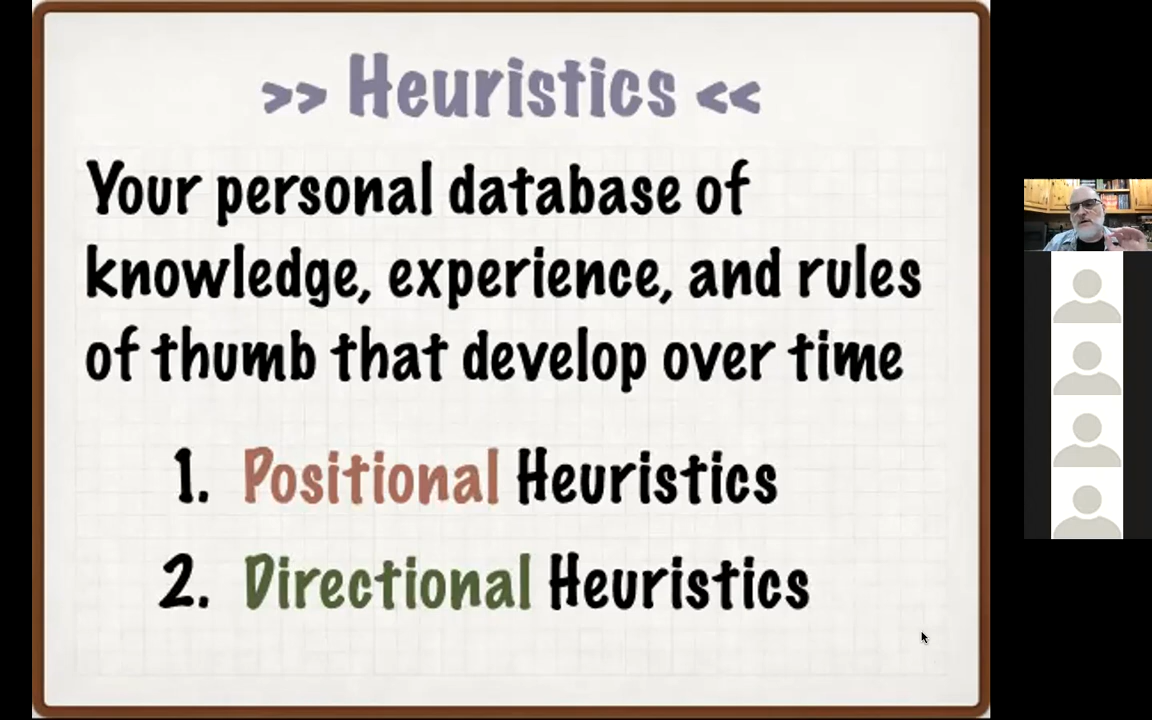 >> Heuristics <<
Your personal database of
knowledge, experience, and rules
of thumb that develop over time
1. Positional Heuristics
2. Directional Heuristics